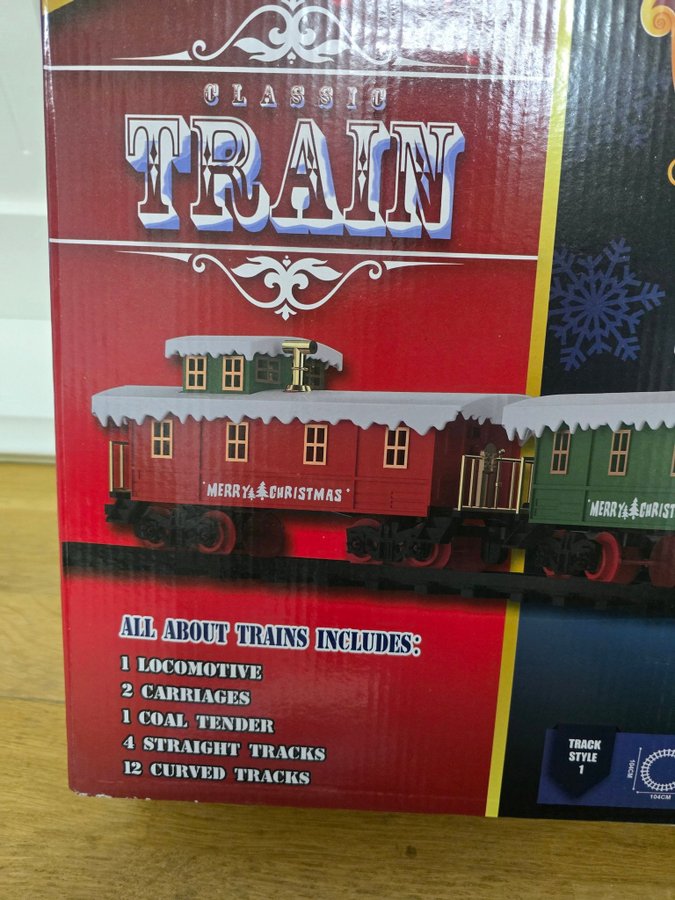 CLASSIC
TRAIN
MERRY CHRISTMAS
MERRY
ALL ABOUT TRAINS INCLUDES:
1 LOCOMOTIVE
2 CARRIAGES
1 COAL TENDER
4 STRAIGHT TRACKS
12 CURVED TRACKS
TRACK
STYLE
1
104CM
104CM